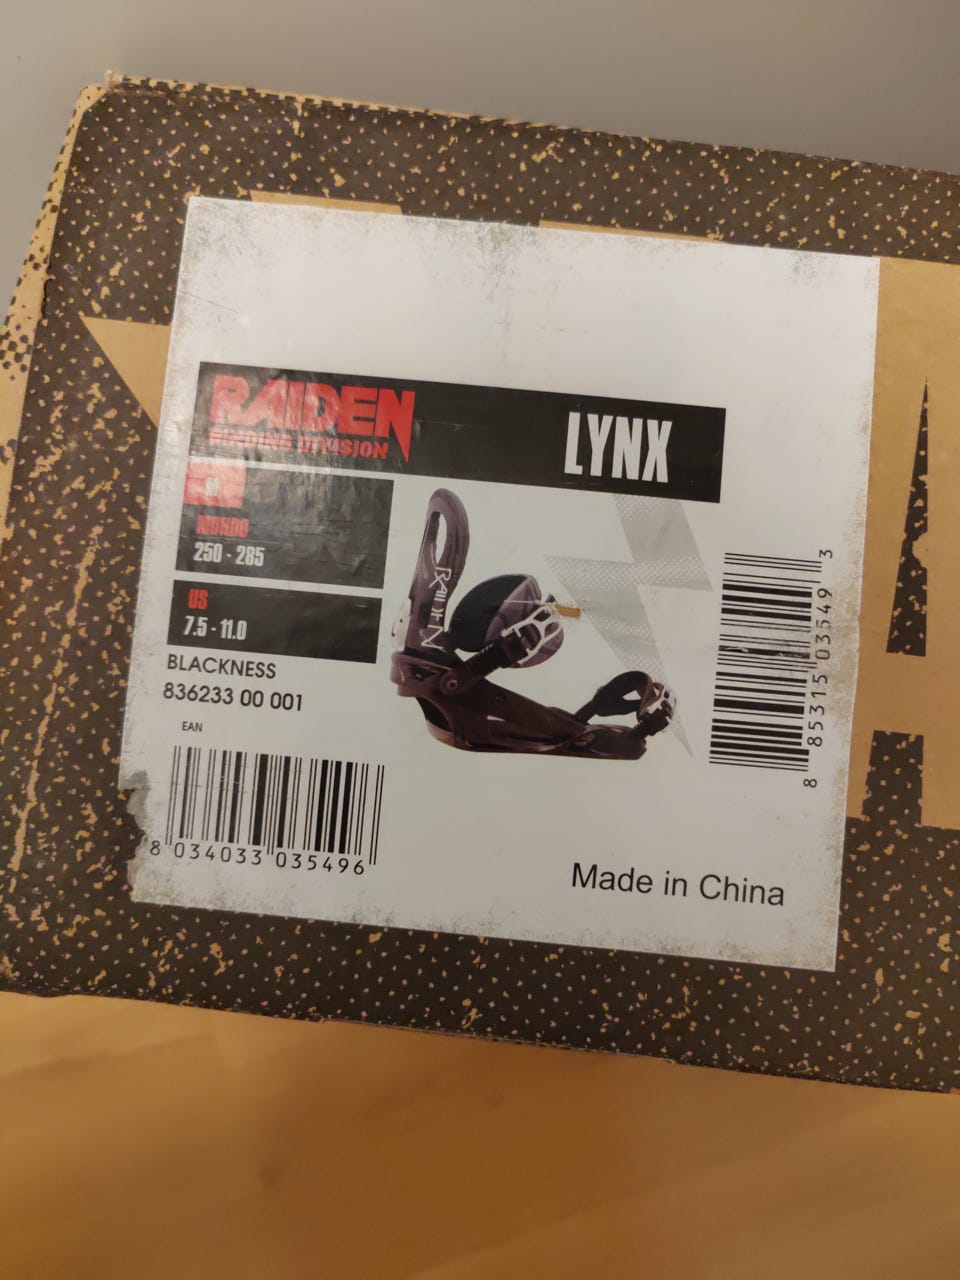 RAIDEN
BINDING DIVISION
LYNX
MONDO
250 - 285
US
7.5 - 11.0
BLACKNESS
836233 00 001
EAN
8 034033 035496
RAIDEN
8 85315 03549 3
Made in China